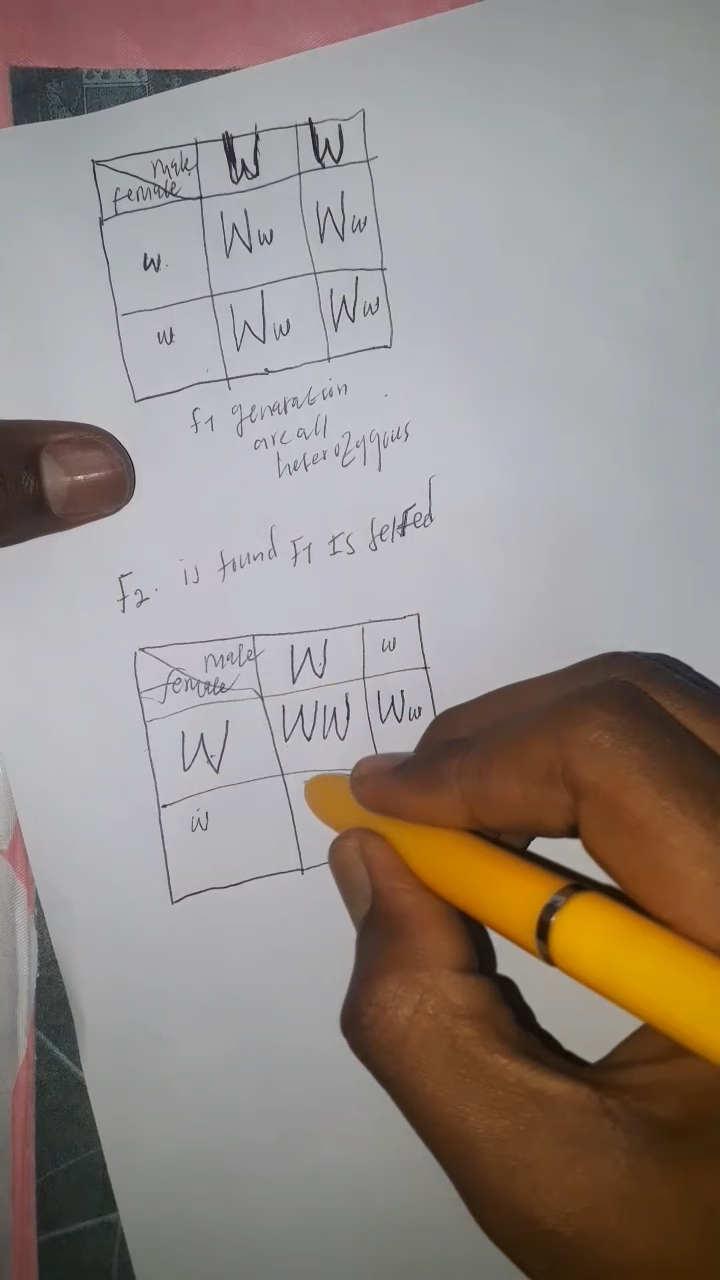 male W W
female
w. Ww Ww
w Ww Ww
f1 genaration
are all
heterozygous
F2. is found F1 Is selfed
male W w
female
W WW Ww
w